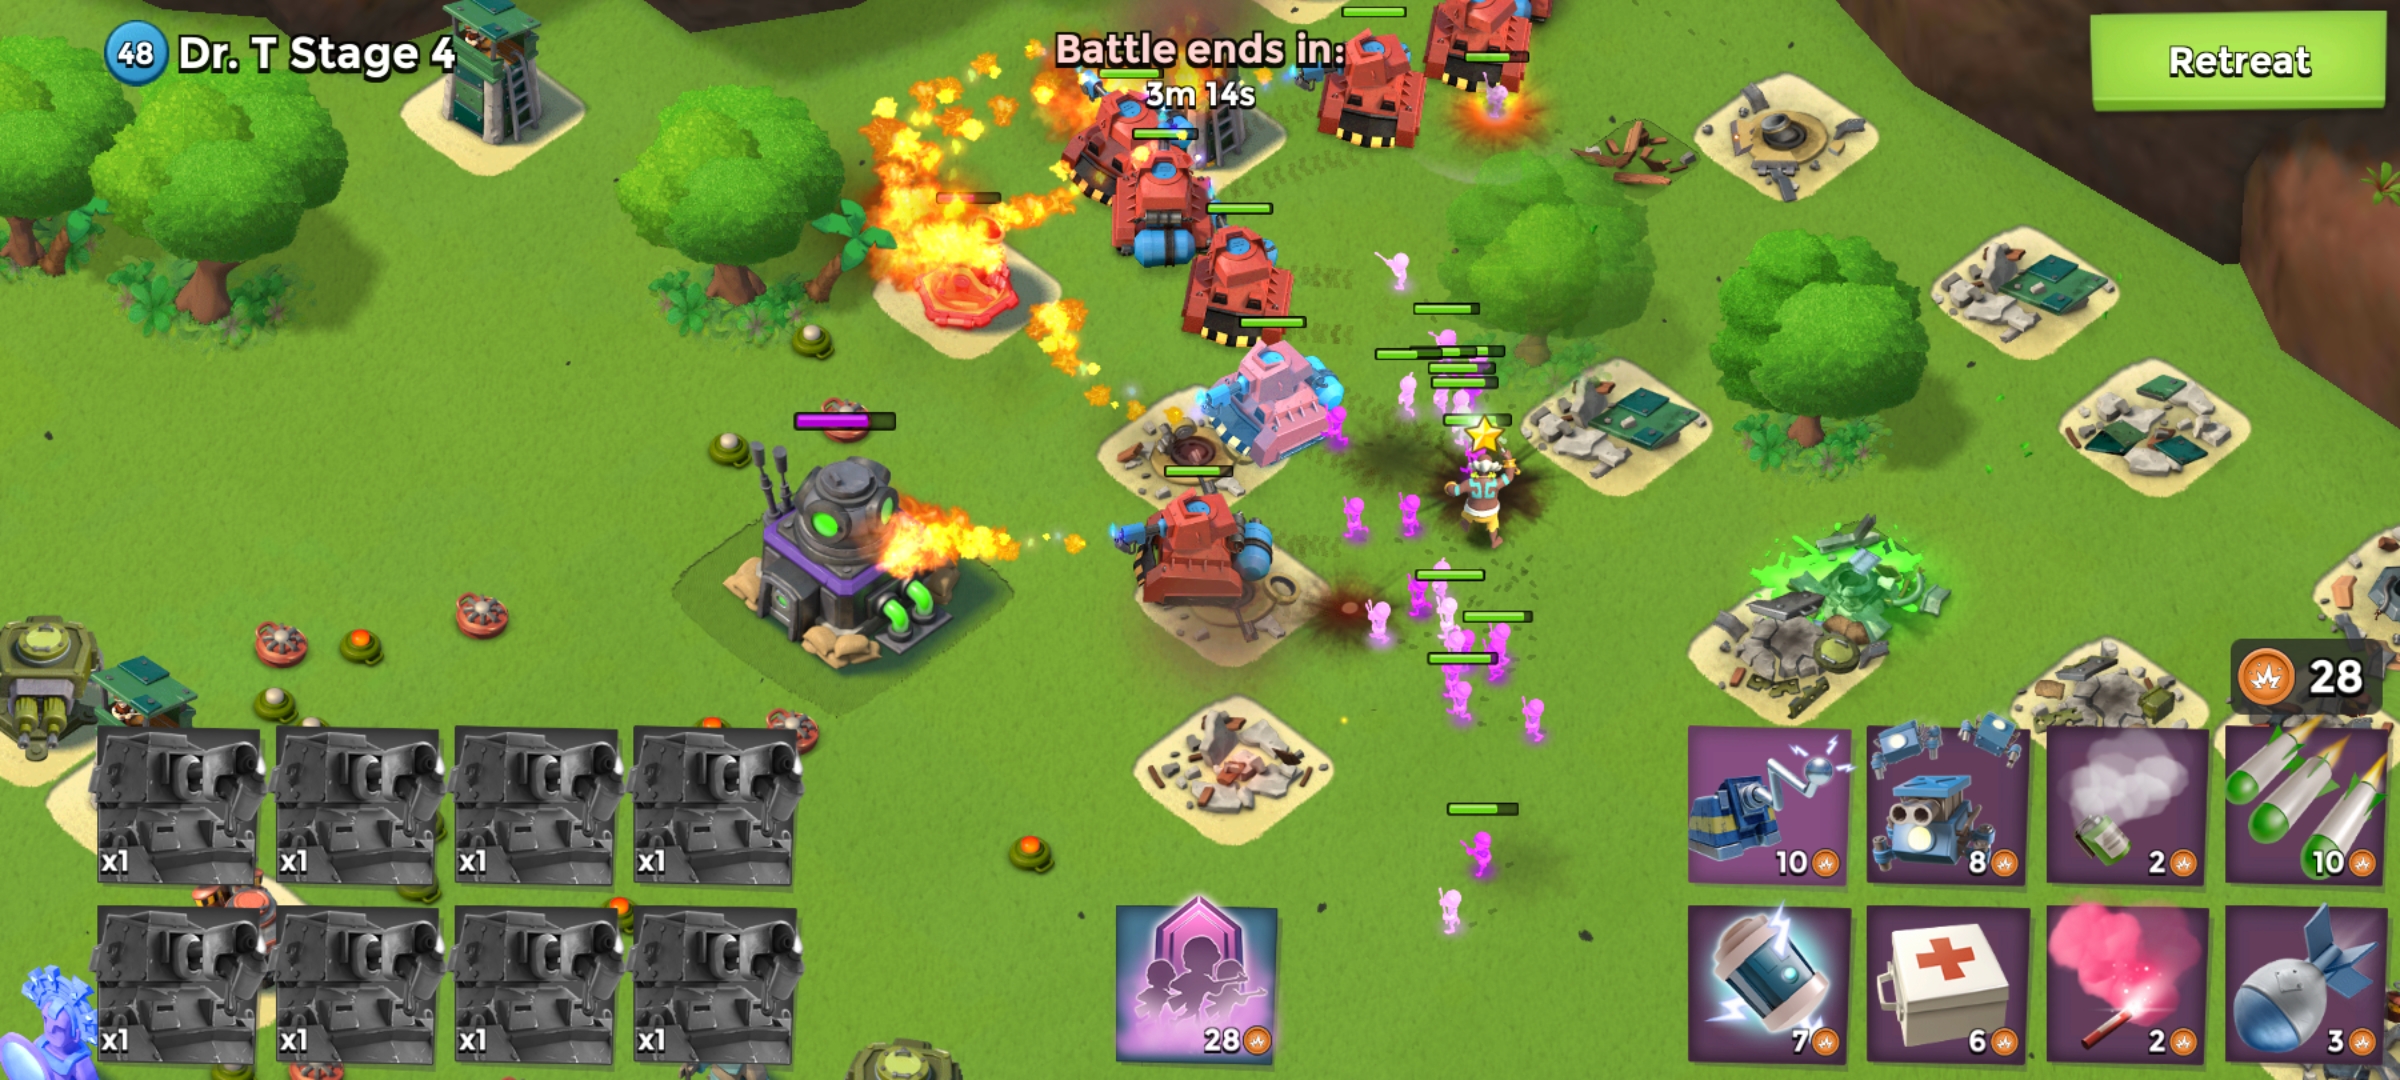 48 Dr. T Stage 4
Battle ends in:
3m 14s
Retreat
28
x1 x1 x1 x1
10 8 2 10
x1 x1 x1 x1
28
7 6 2 3